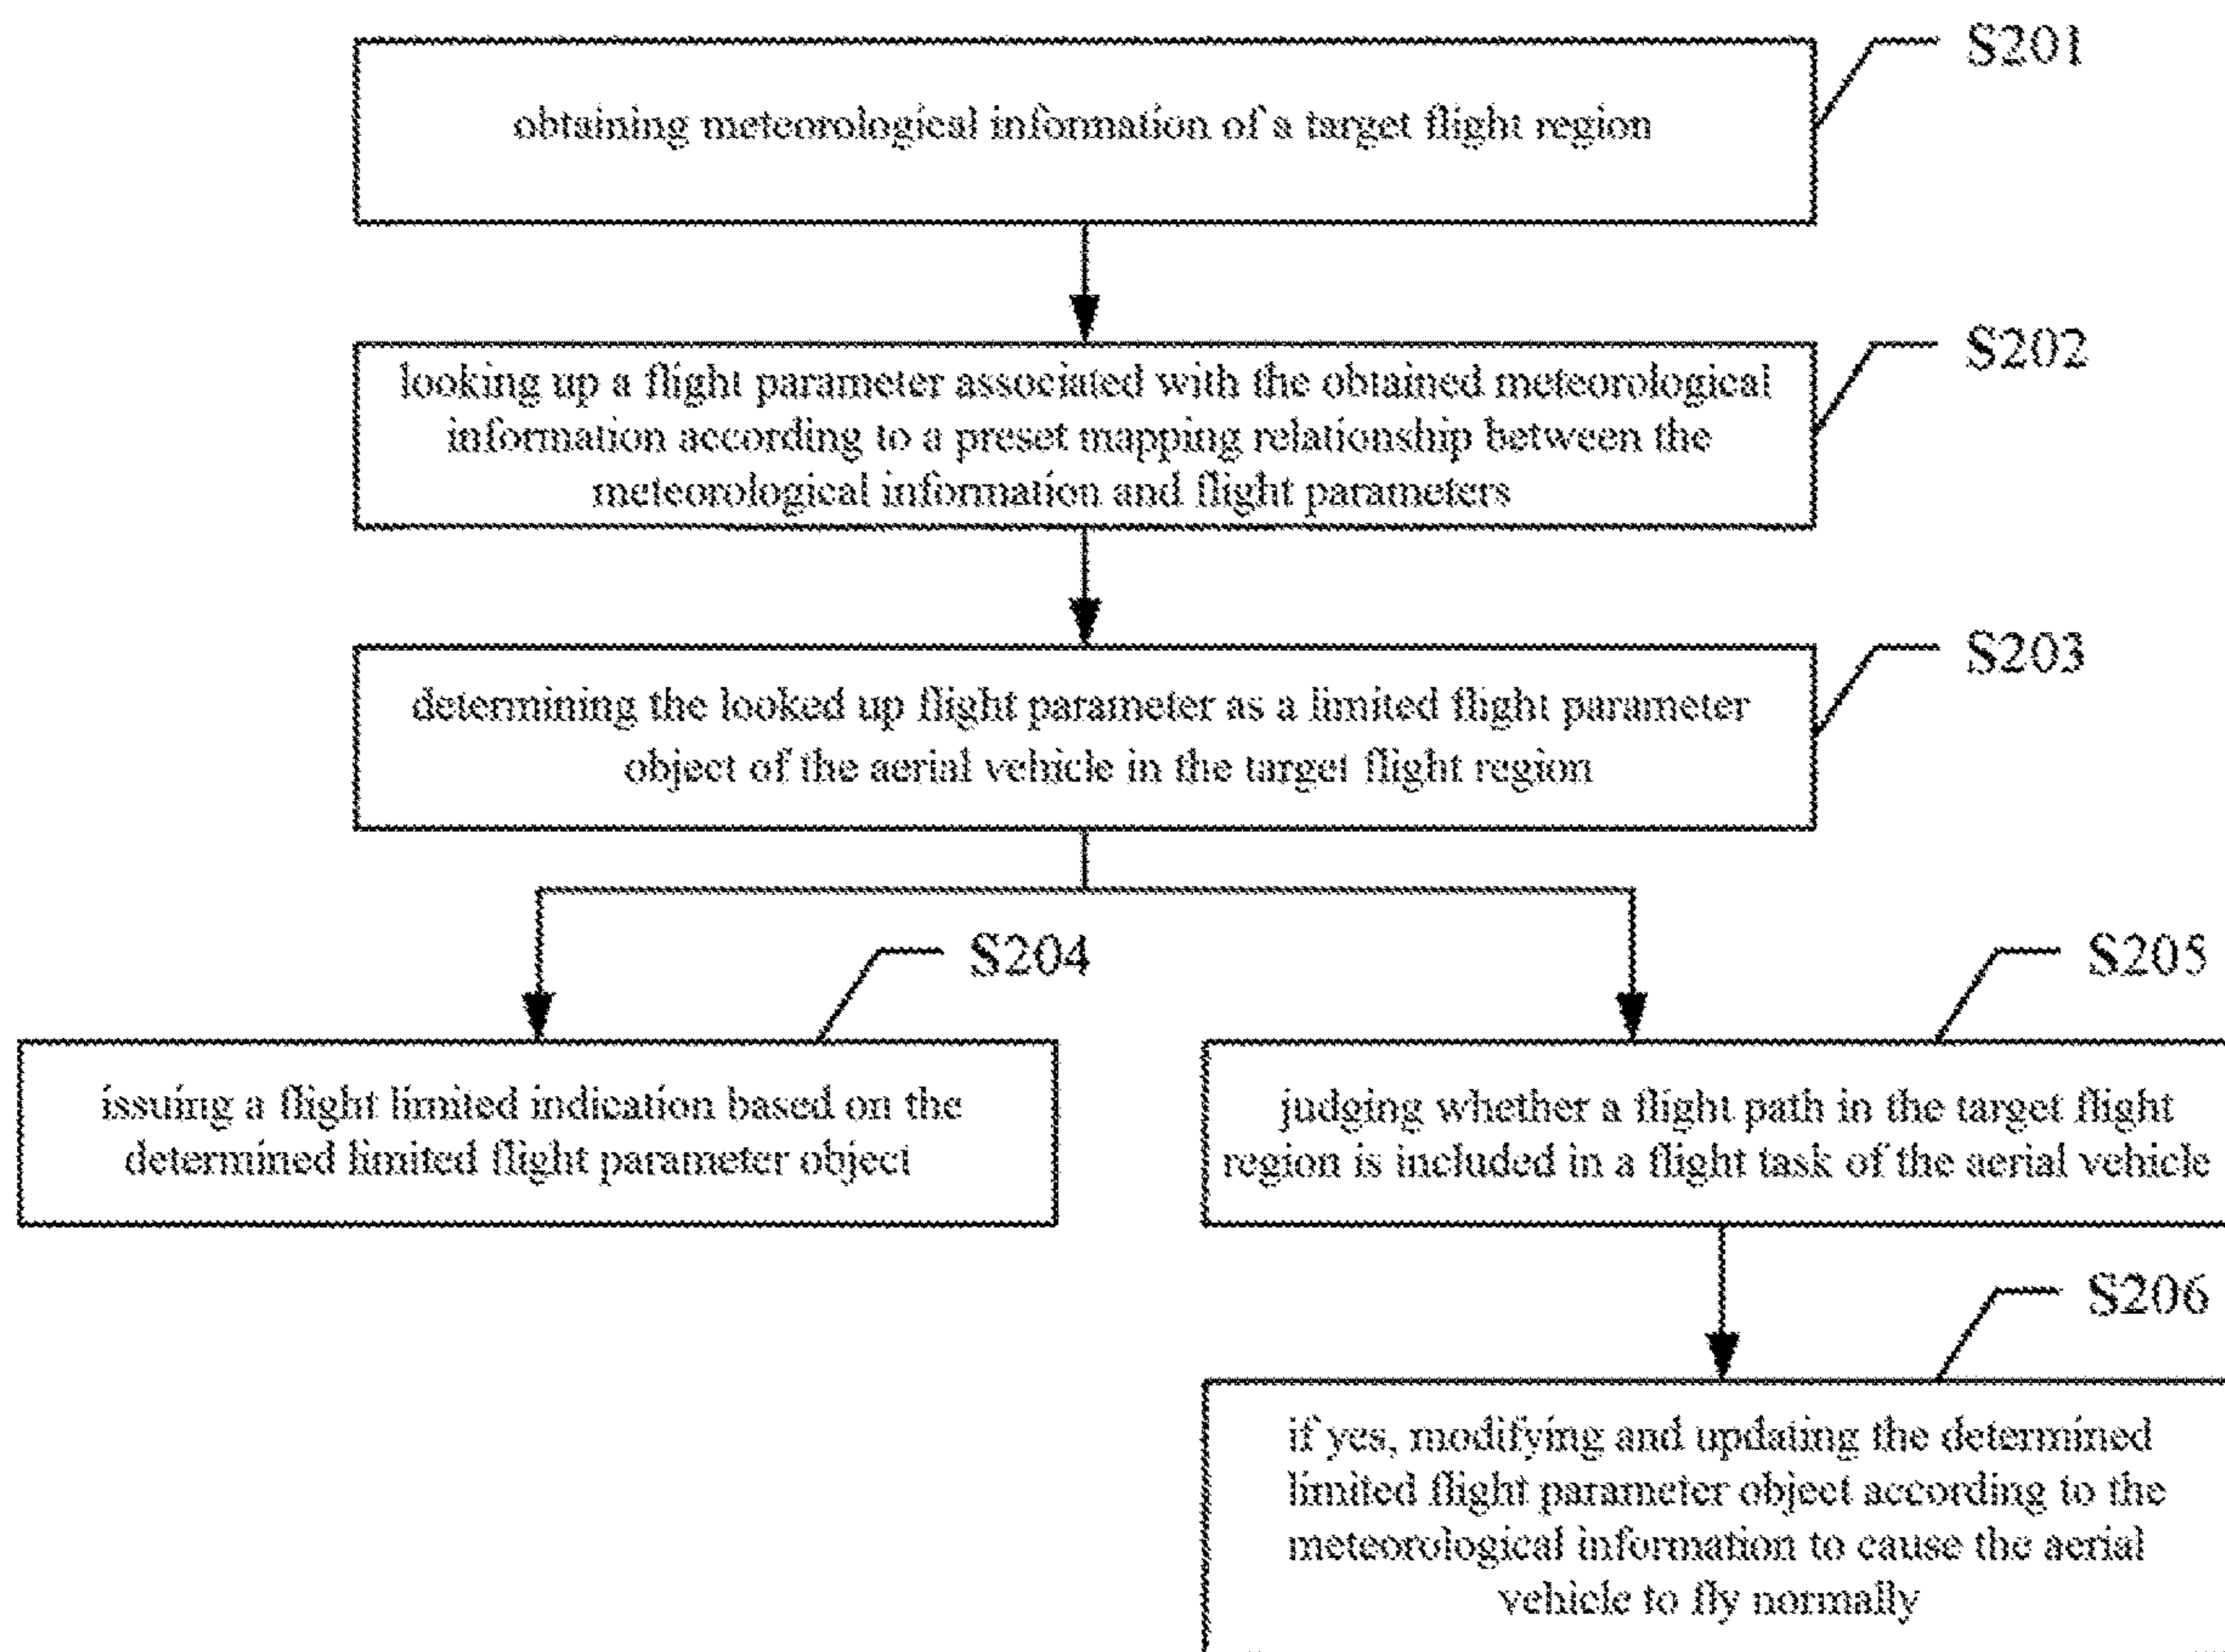 S201
obtaining meteorological information of a target flight region
S202
looking up a flight parameter associated with the obtained meteorological
information according to a preset mapping relationship between the
meteorological information and flight parameters
S203
determining the looked up flight parameter as a limited flight parameter
object of the aerial vehicle in the target flight region
S204
issuing a flight limited indication based on the
determined limited flight parameter object
S205
judging whether a flight path in the target flight
region is included in a flight task of the aerial vehicle
S206
if yes, modifying and updating the determined
limited flight parameter object according to the
meteorological information to cause the aerial
vehicle to fly normally